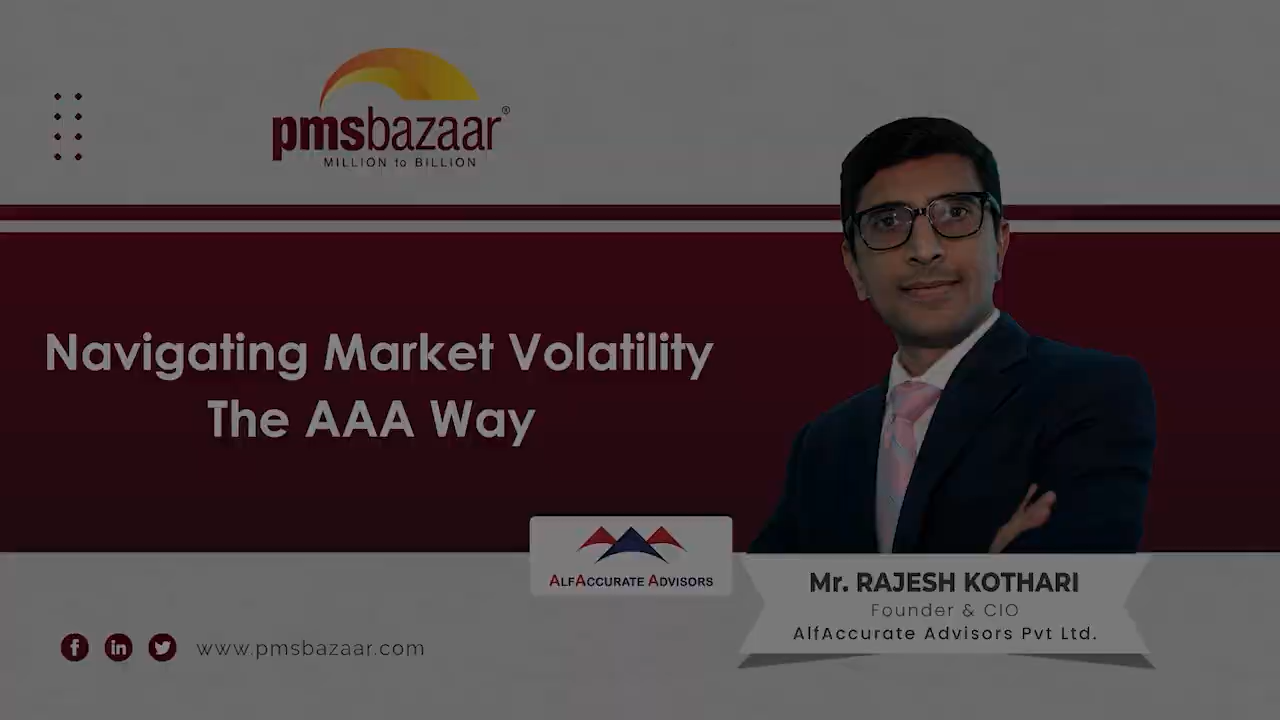 pmsbazaar®
MILLION to BILLION
Navigating Market Volatility
The AAA Way
ALFACCURATE ADVISORS
Mr. RAJESH KOTHARI
Founder & CIO
AlfAccurate Advisors Pvt Ltd.
www.pmsbazaar.com